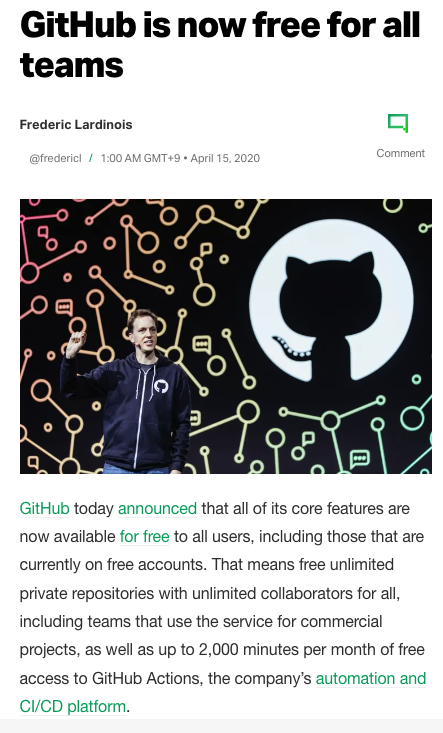 GitHub is now free for all
teams
Frederic Lardinois
@fredericl / 1:00 AM GMT+9 • April 15, 2020
Comment
GitHub today announced that all of its core features are
now available for free to all users, including those that are
currently on free accounts. That means free unlimited
private repositories with unlimited collaborators for all,
including teams that use the service for commercial
projects, as well as up to 2,000 minutes per month of free
access to GitHub Actions, the company’s automation and
CI/CD platform.